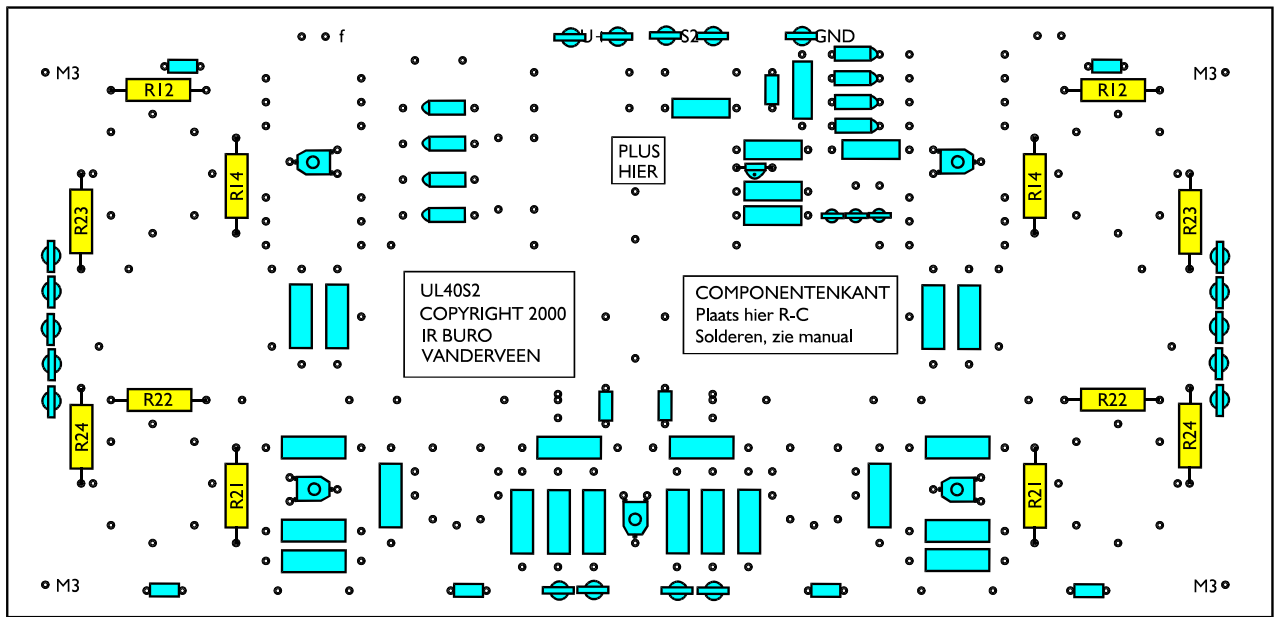 f
U+
S2
GND
M3
M3
R12
R12
PLUS
HIER
R14
R14
R23
R23
UL40S2
COPYRIGHT 2000
IR BURO
VANDERVEEN
COMPONENTENKANT
Plaats hier R-C
Solderen, zie manual
R22
R22
R24
R24
R21
R21
M3
M3